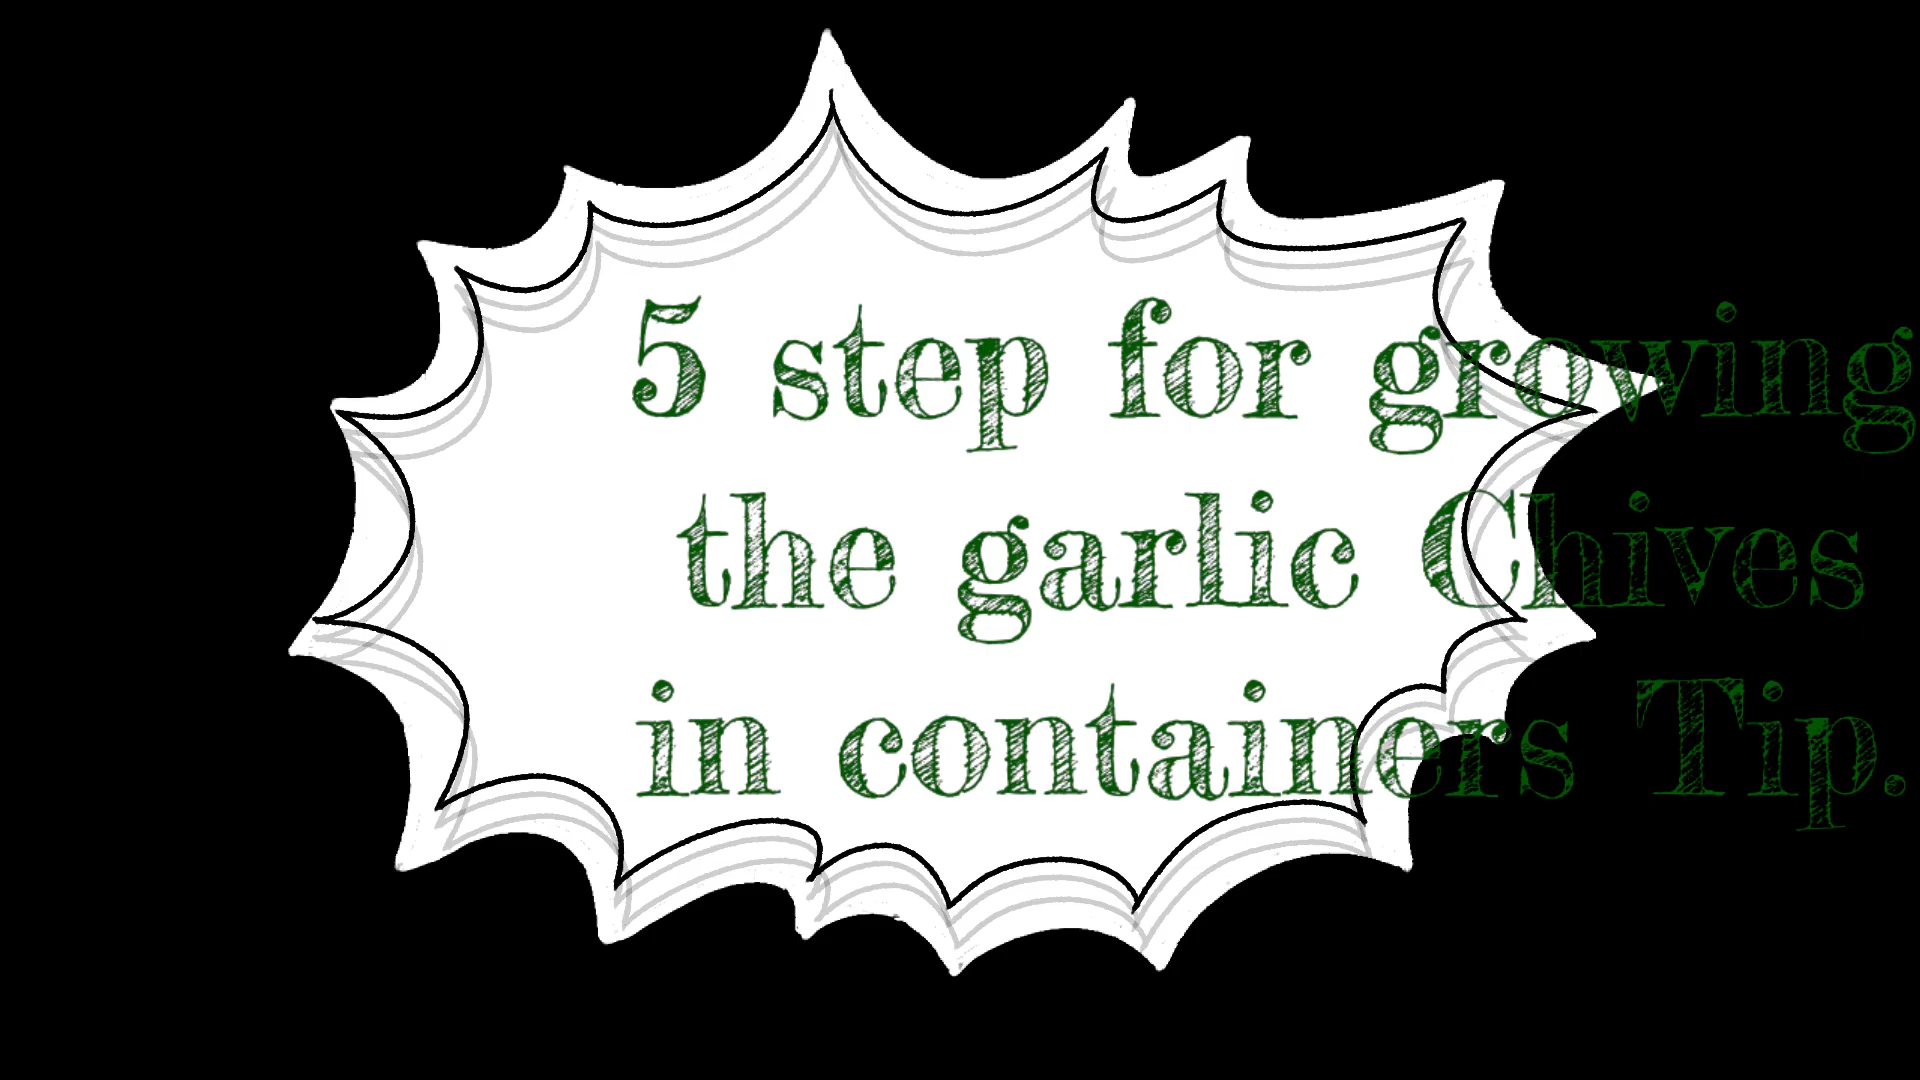 5 step for growing
the garlic Chives
in containers Tip.